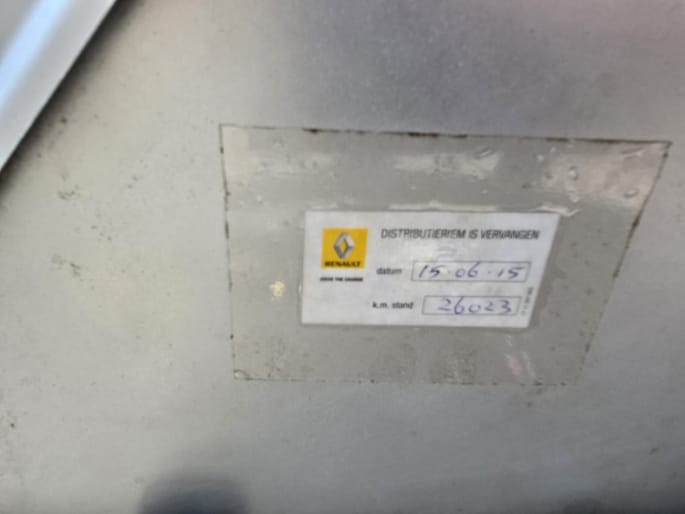 DISTRIBUTIERIEM IS VERVANGEN
RENAULT
datum 15·06·15
k.m. stand 26023